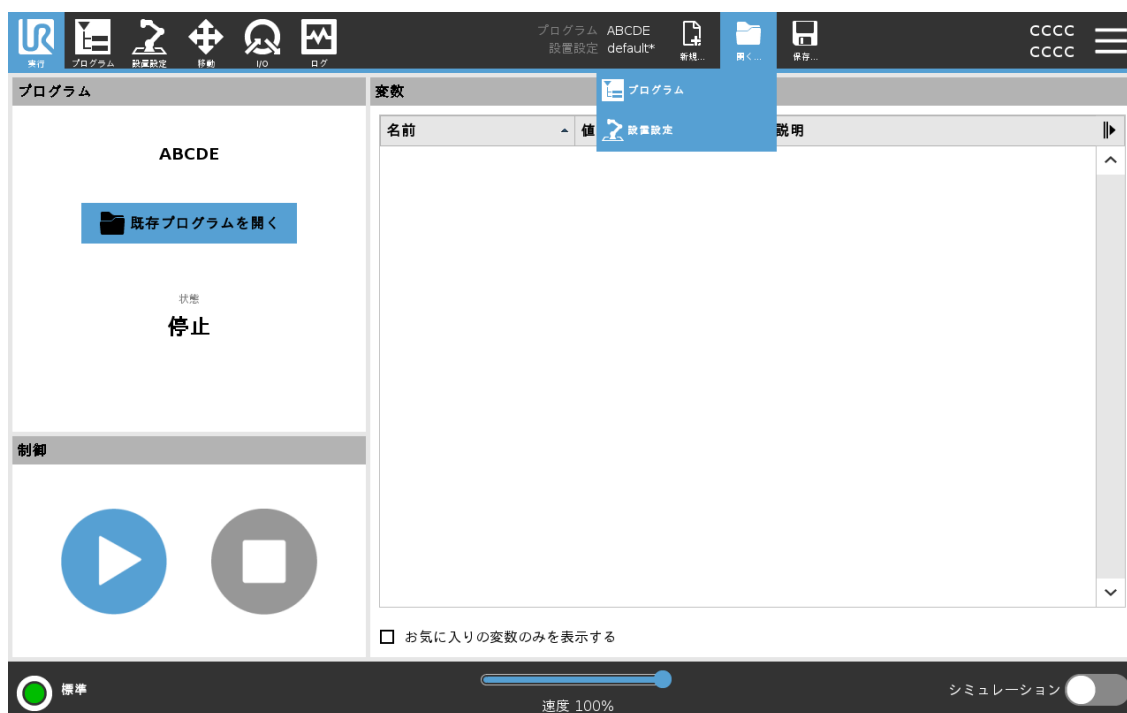 UR
実行
プログラム
設置設定
移動
I/O
ログ
プログラム ABCDE
設置設定 default*
新規...
開く...
保存...
CCCC
CCCC
プログラム
設置設定
プログラム
ABCDE
既存プログラムを開く
状態
停止
制御
変数
名前
値
説明
お気に入りの変数のみを表示する
標準
速度 100%
シミュレーション